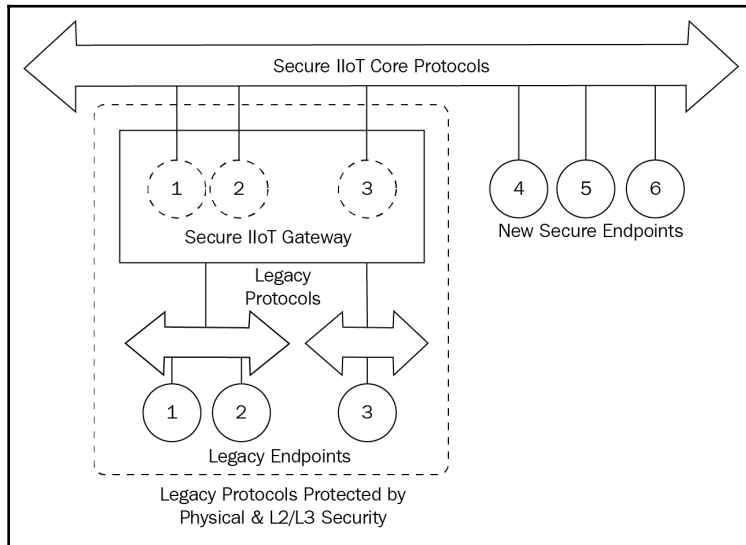 Secure IIoT Core Protocols
1 2 3
4 5 6
Secure IIoT Gateway
New Secure Endpoints
Legacy
Protocols
1 2 3
Legacy Endpoints
Legacy Protocols Protected by
Physical & L2/L3 Security